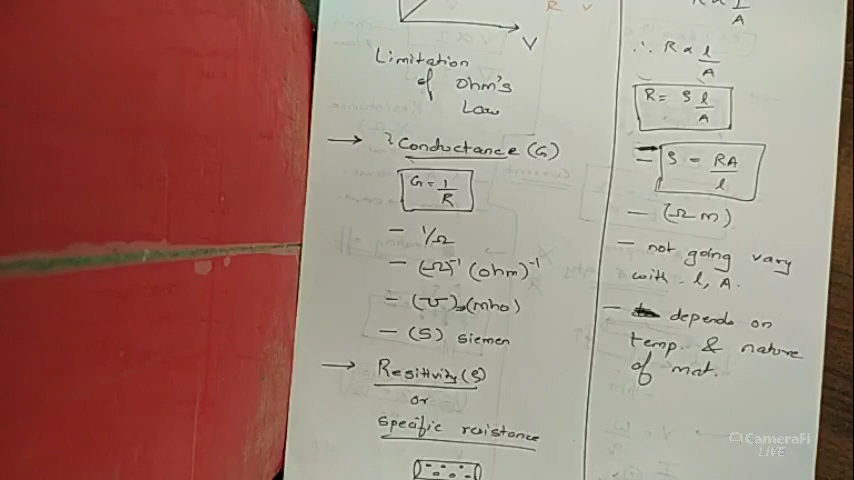 V
Limitation
of Ohm's
Law
→ Conductance (G)
G = 1/R
- 1/Ω
- (Ω)⁻¹ (ohm)⁻¹
- (℧), (mho)
- (S) siemen
→ Resitivity (ρ)
or
specific resistance
R V
R ∝ 1/A
∴ R ∝ l/A
R = ρ l/A
- ρ = RA/l
- (Ω m)
- not going vary
with l, A.
- depends on
temp. & nature
of mat.
CameraFi
LIVE